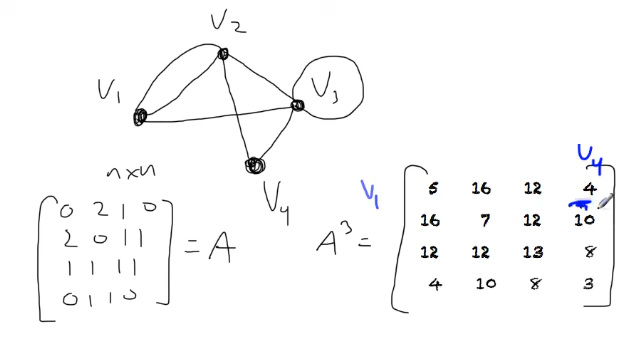 V2
V1
V3
V4
n×n
0 2 1 0
2 0 1 1
1 1 1 1
0 1 1 0
= A
A³ =
V1
V4
5 16 12 4
16 7 12 10
12 12 13 8
4 10 8 3